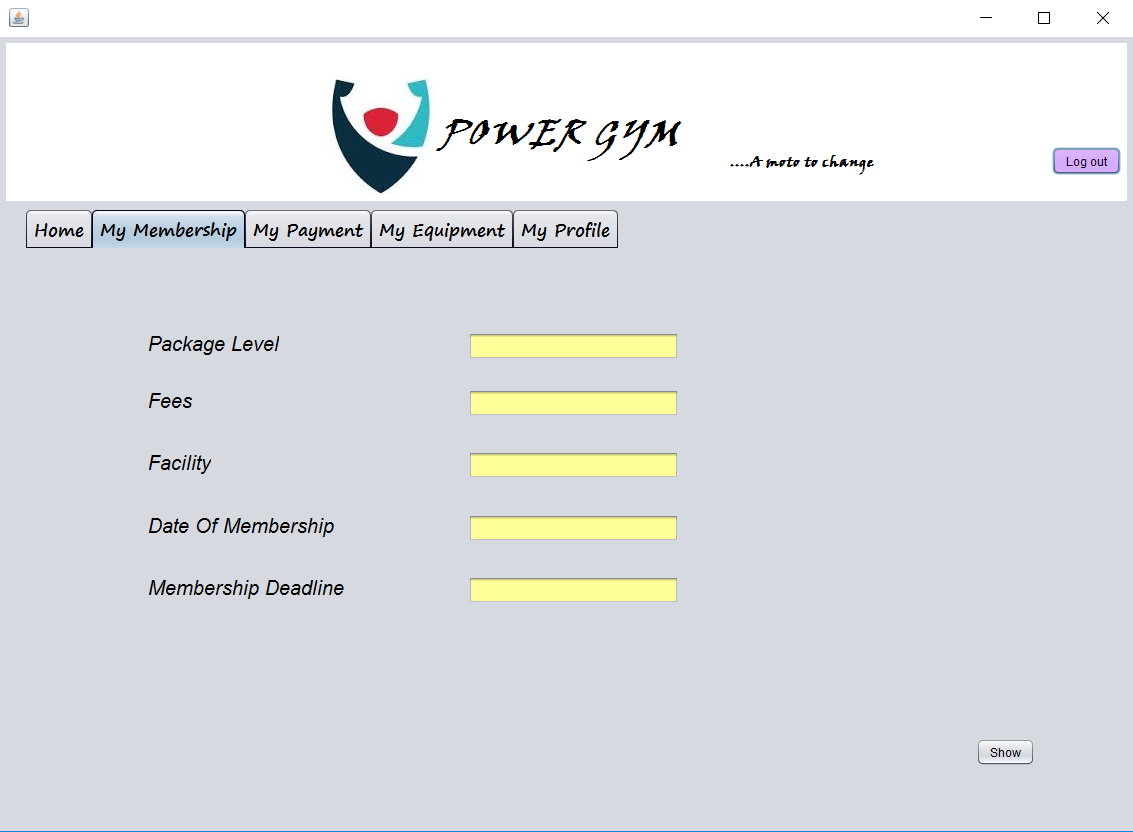 POWER GYM
....A moto to change
Log out
Home My Membership My Payment My Equipment My Profile
Package Level
Fees
Facility
Date Of Membership
Membership Deadline
Show